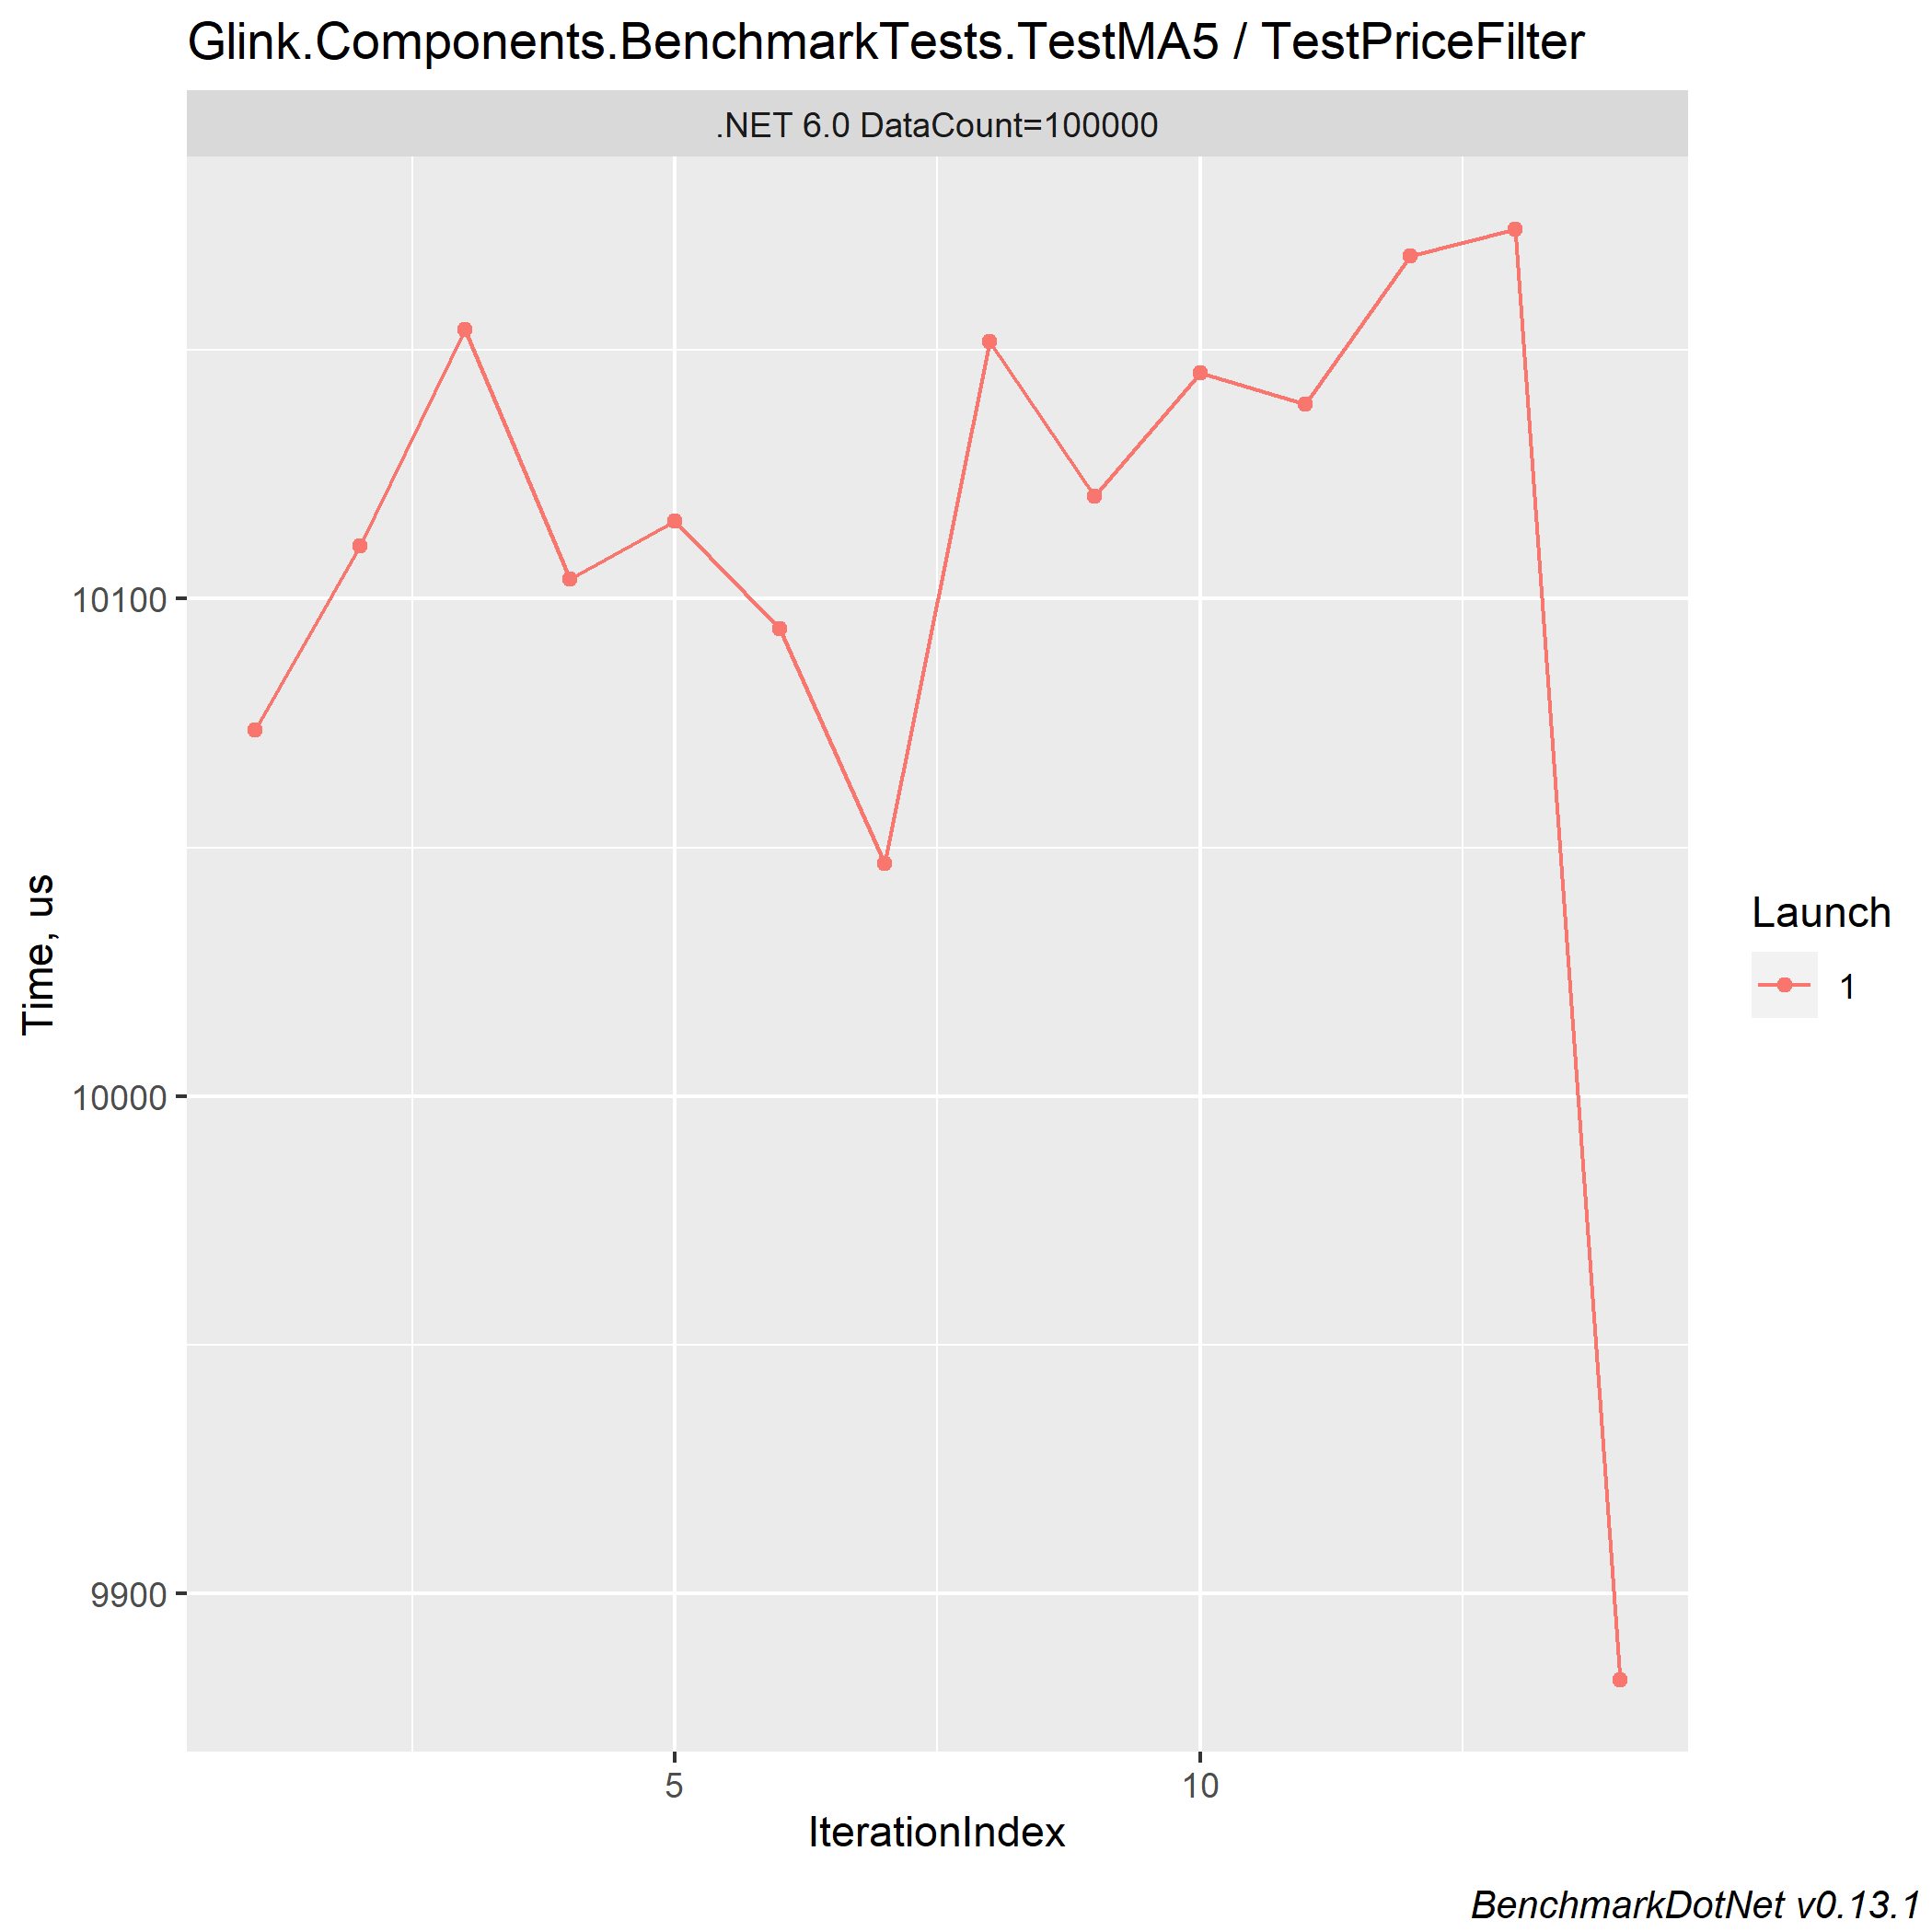 Glink.Components.BenchmarkTests.TestMA5 / TestPriceFilter
.NET 6.0 DataCount=100000
10100
10000
9900
Time, us
5
10
IterationIndex
Launch
1
BenchmarkDotNet v0.13.1